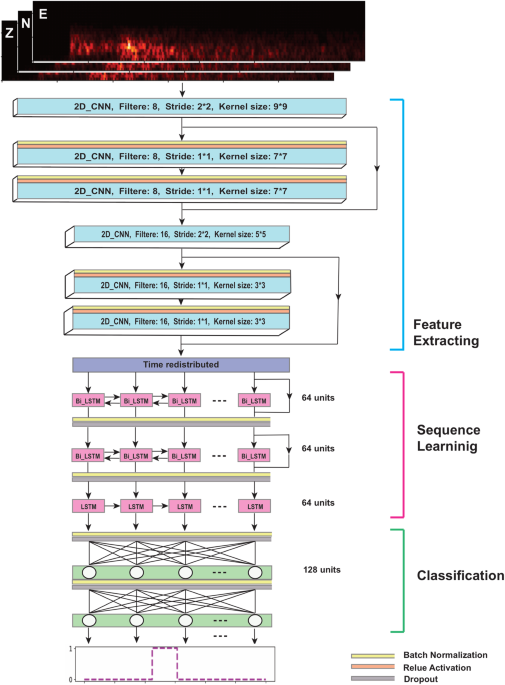 E
N
Z
2D_CNN, Filtere: 8, Stride: 2*2, Kernel size: 9*9
2D_CNN, Filtere: 8, Stride: 1*1, Kernel size: 7*7
2D_CNN, Filtere: 8, Stride: 1*1, Kernel size: 7*7
2D_CNN, Filtere: 16, Stride: 2*2, Kernel size: 5*5
2D_CNN, Filtere: 16, Stride: 1*1, Kernel size: 3*3
2D_CNN, Filtere: 16, Stride: 1*1, Kernel size: 3*3
Feature
Extracting
Time redistributed
Bi_LSTM Bi_LSTM Bi_LSTM --- Bi_LSTM 64 units
Sequence
Learninig
Bi_LSTM Bi_LSTM Bi_LSTM --- Bi_LSTM 64 units
LSTM LSTM LSTM --- LSTM 64 units
128 units
Classification
1
0
Batch Normalization
Relue Activation
Dropout